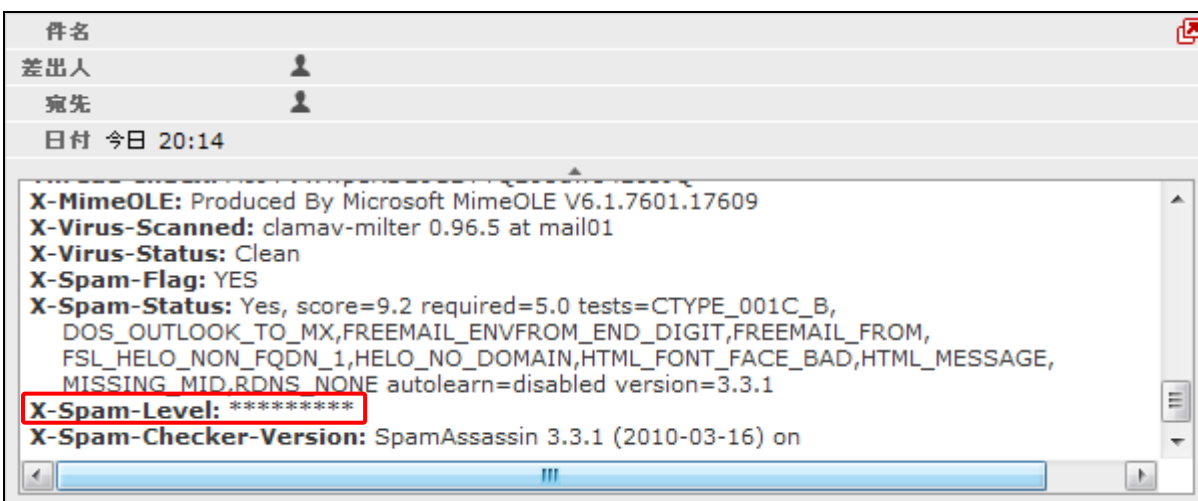 件名
差出人
宛先
日付 今日 20:14
X-MimeOLE: Produced By Microsoft MimeOLE V6.1.7601.17609
X-Virus-Scanned: clamav-milter 0.96.5 at mail01
X-Virus-Status: Clean
X-Spam-Flag: YES
X-Spam-Status: Yes, score=9.2 required=5.0 tests=CTYPE_001C_B,
DOS_OUTLOOK_TO_MX,FREEMAIL_ENVFROM_END_DIGIT,FREEMAIL_FROM,
FSL_HELO_NON_FQDN_1,HELO_NO_DOMAIN,HTML_FONT_FACE_BAD,HTML_MESSAGE,
MISSING_MID,RDNS_NONE autolearn=disabled version=3.3.1
X-Spam-Level: *********
X-Spam-Checker-Version: SpamAssassin 3.3.1 (2010-03-16) on